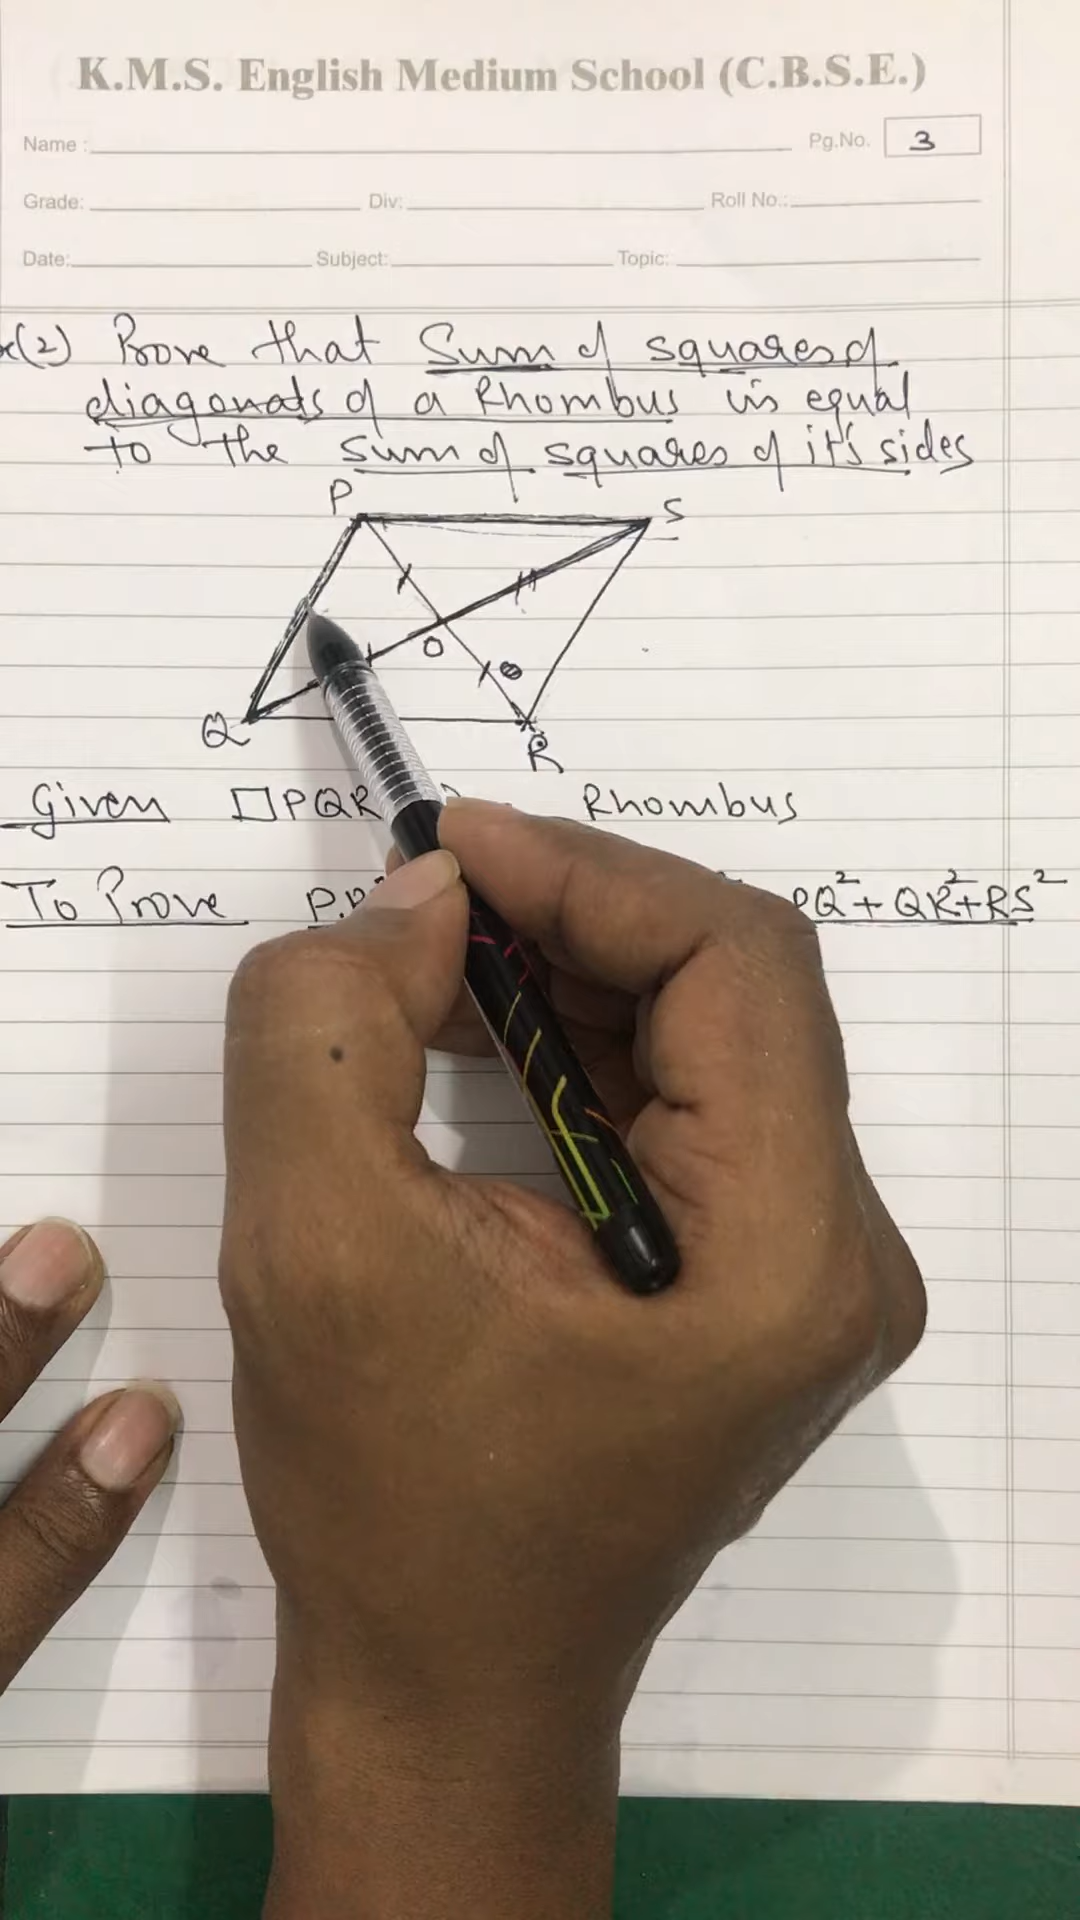 K.M.S. English Medium School (C.B.S.E.)
Name : Pg.No. 3
Grade: Div: Roll No.:
Date: Subject: Topic:
(2) Prove that Sum of squares of
diagonals of a Rhombus is equal
to the sum of squares of it's sides
P S
O
Q R
Given □PQR Rhombus
To Prove PQ²+ QR²+RS²